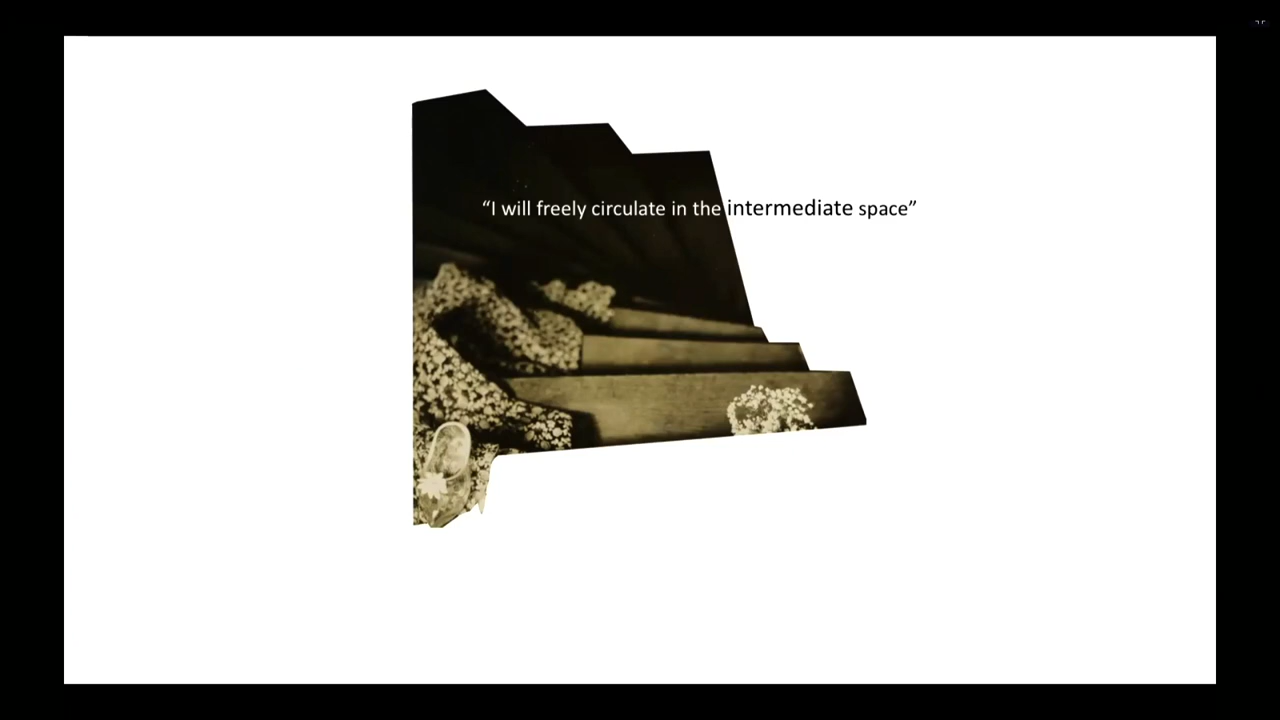 “I will freely circulate in the intermediate space”